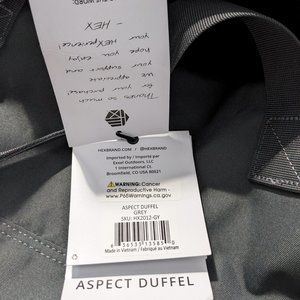 OUR WORD.
Thanks so much
for your purchase!
We appreciate
your support and
hope you enjoy
your HEXperience!
- HEX
HEXBRAND.COM / @HEXBRAND
Imported by / Importé par
Exxel Outdoors, LLC
1 International Ct.
Broomfield, CO USA 80021
WARNING: Cancer
and Reproductive Harm -
www.P65Warnings.ca.gov
ASPECT DUFFEL
GREY
SKU: HX2012-GY
Made in Vietnam / Fabriqué au Vietnam
ASPECT DUFFEL